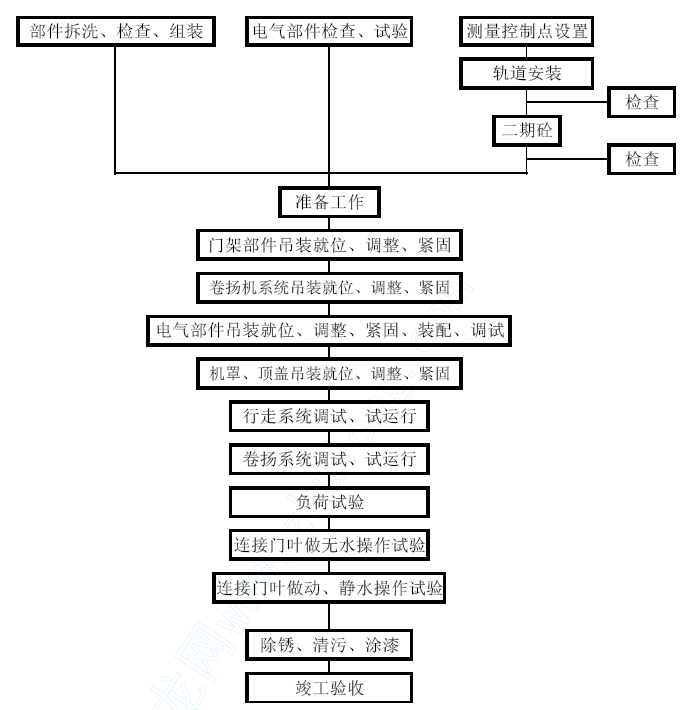 部件拆洗、检查、组装
电气部件检查、试验
测量控制点设置
轨道安装
检查
二期砼
检查
准备工作
门架部件吊装就位、调整、紧固
卷扬机系统吊装就位、调整、紧固
电气部件吊装就位、调整、紧固、装配、调试
机罩、顶盖吊装就位、调整、紧固
行走系统调试、试运行
卷扬系统调试、试运行
负荷试验
连接门叶做无水操作试验
连接门叶做动、静水操作试验
除锈、清污、涂漆
竣工验收